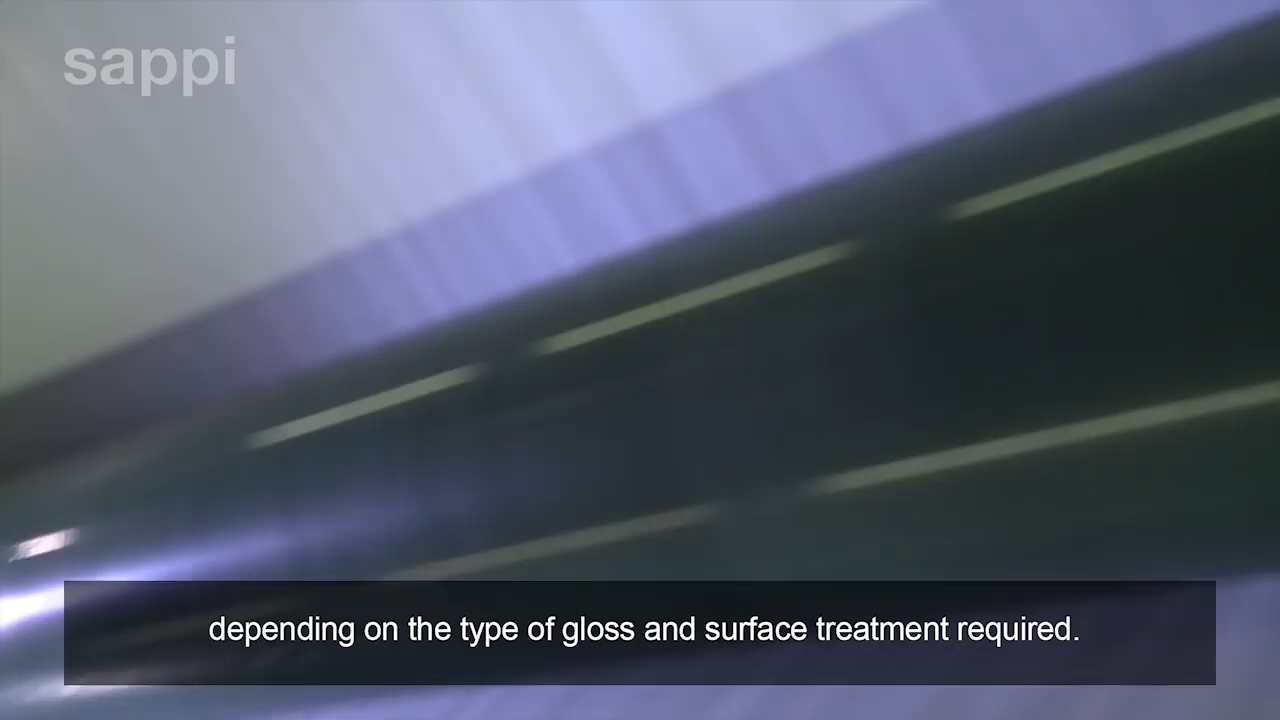 sappi
depending on the type of gloss and surface treatment required.